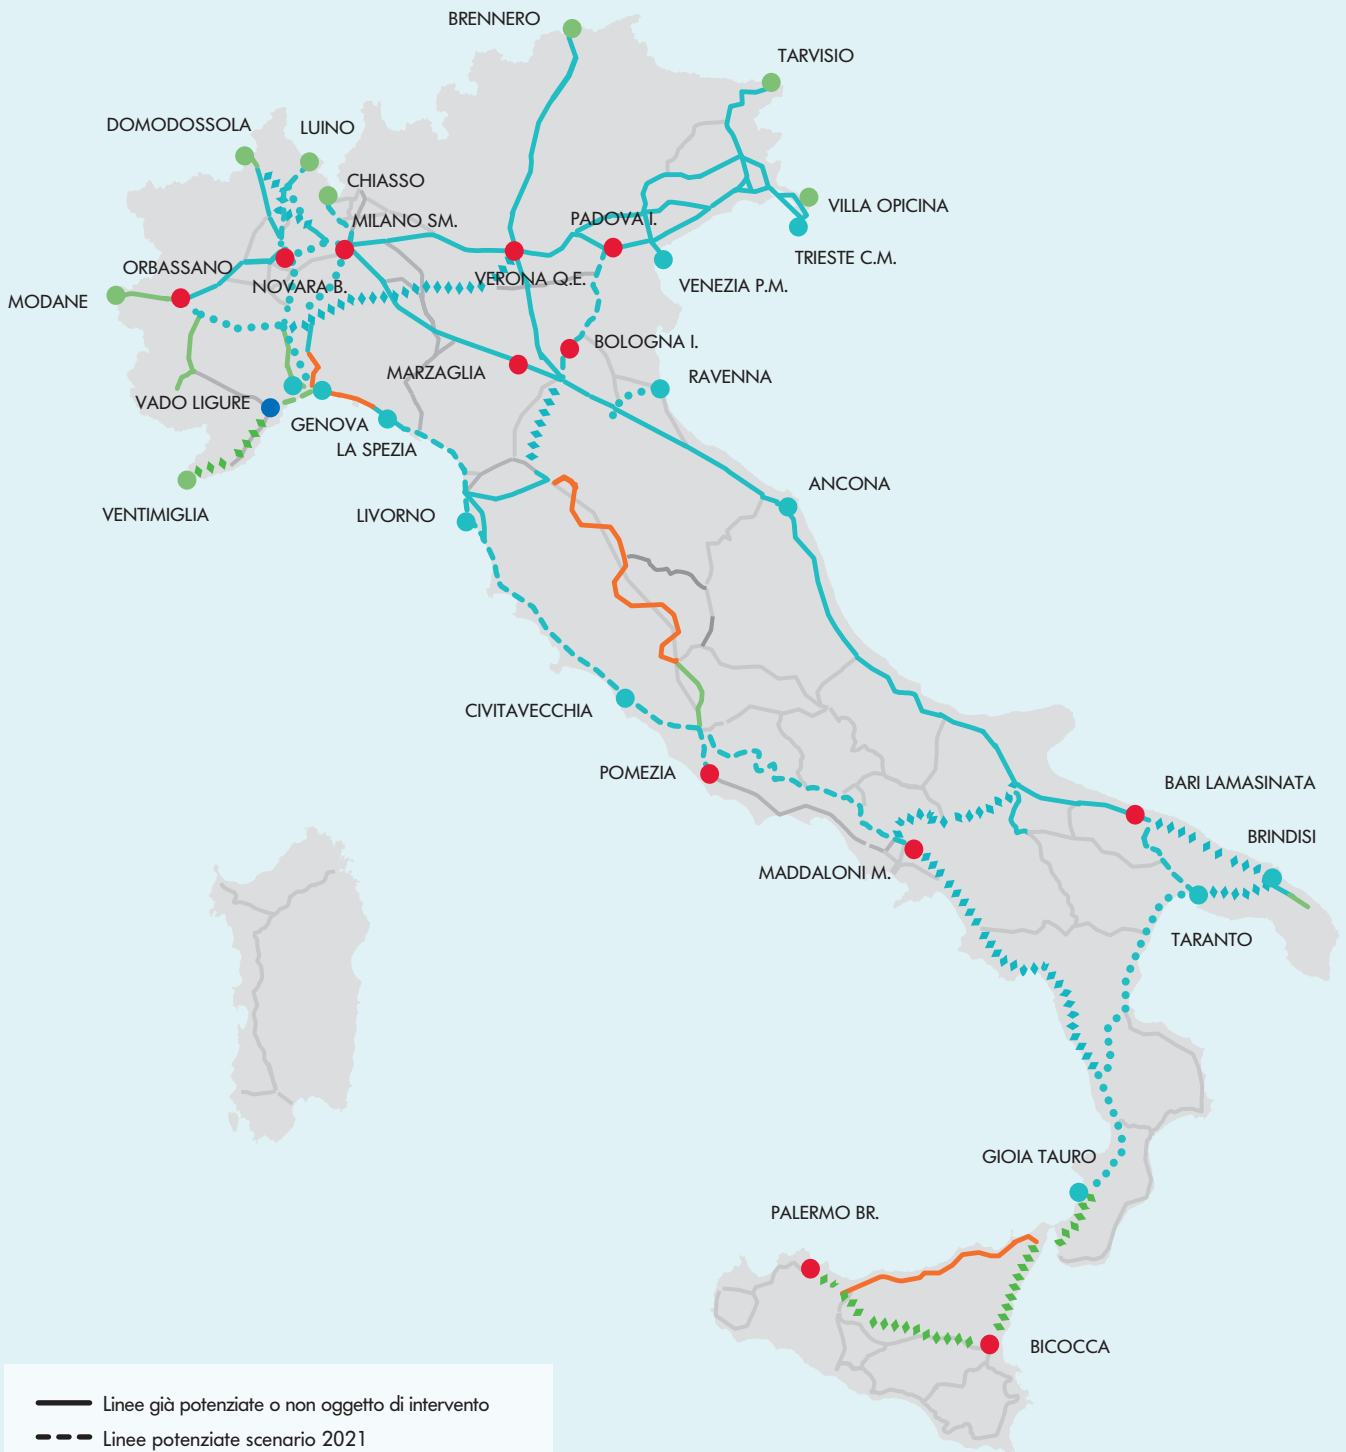 BRENNERO
TARVISIO
DOMODOSSOLA
LUINO
CHIASSO
VILLA OPICINA
MILANO SM.
PADOVA I.
TRIESTE C.M.
ORBASSANO
VERONA Q.E.
VENEZIA P.M.
NOVARA B.
MODANE
BOLOGNA I.
MARZAGLIA
RAVENNA
VADO LIGURE
GENOVA
LA SPEZIA
ANCONA
VENTIMIGLIA
LIVORNO
CIVITAVECCHIA
POMEZIA
BARI LAMASINATA
BRINDISI
MADDALONI M.
TARANTO
GIOIA TAURO
PALERMO BR.
BICOCCA
Linee già potenziate o non oggetto di intervento
Linee potenziate scenario 2021